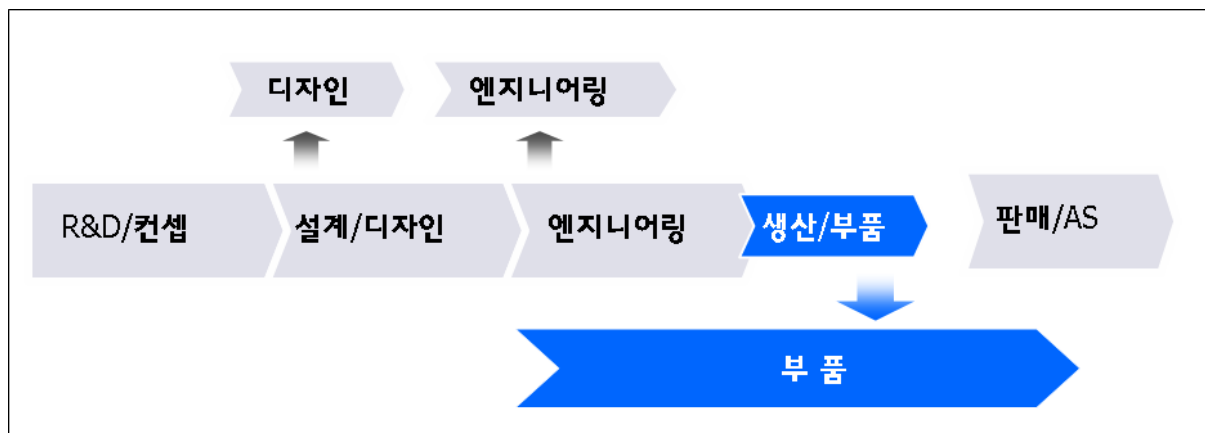 디자인
엔지니어링
R&D/컨셉
설계/디자인
엔지니어링
생산/부품
판매/AS
부 품